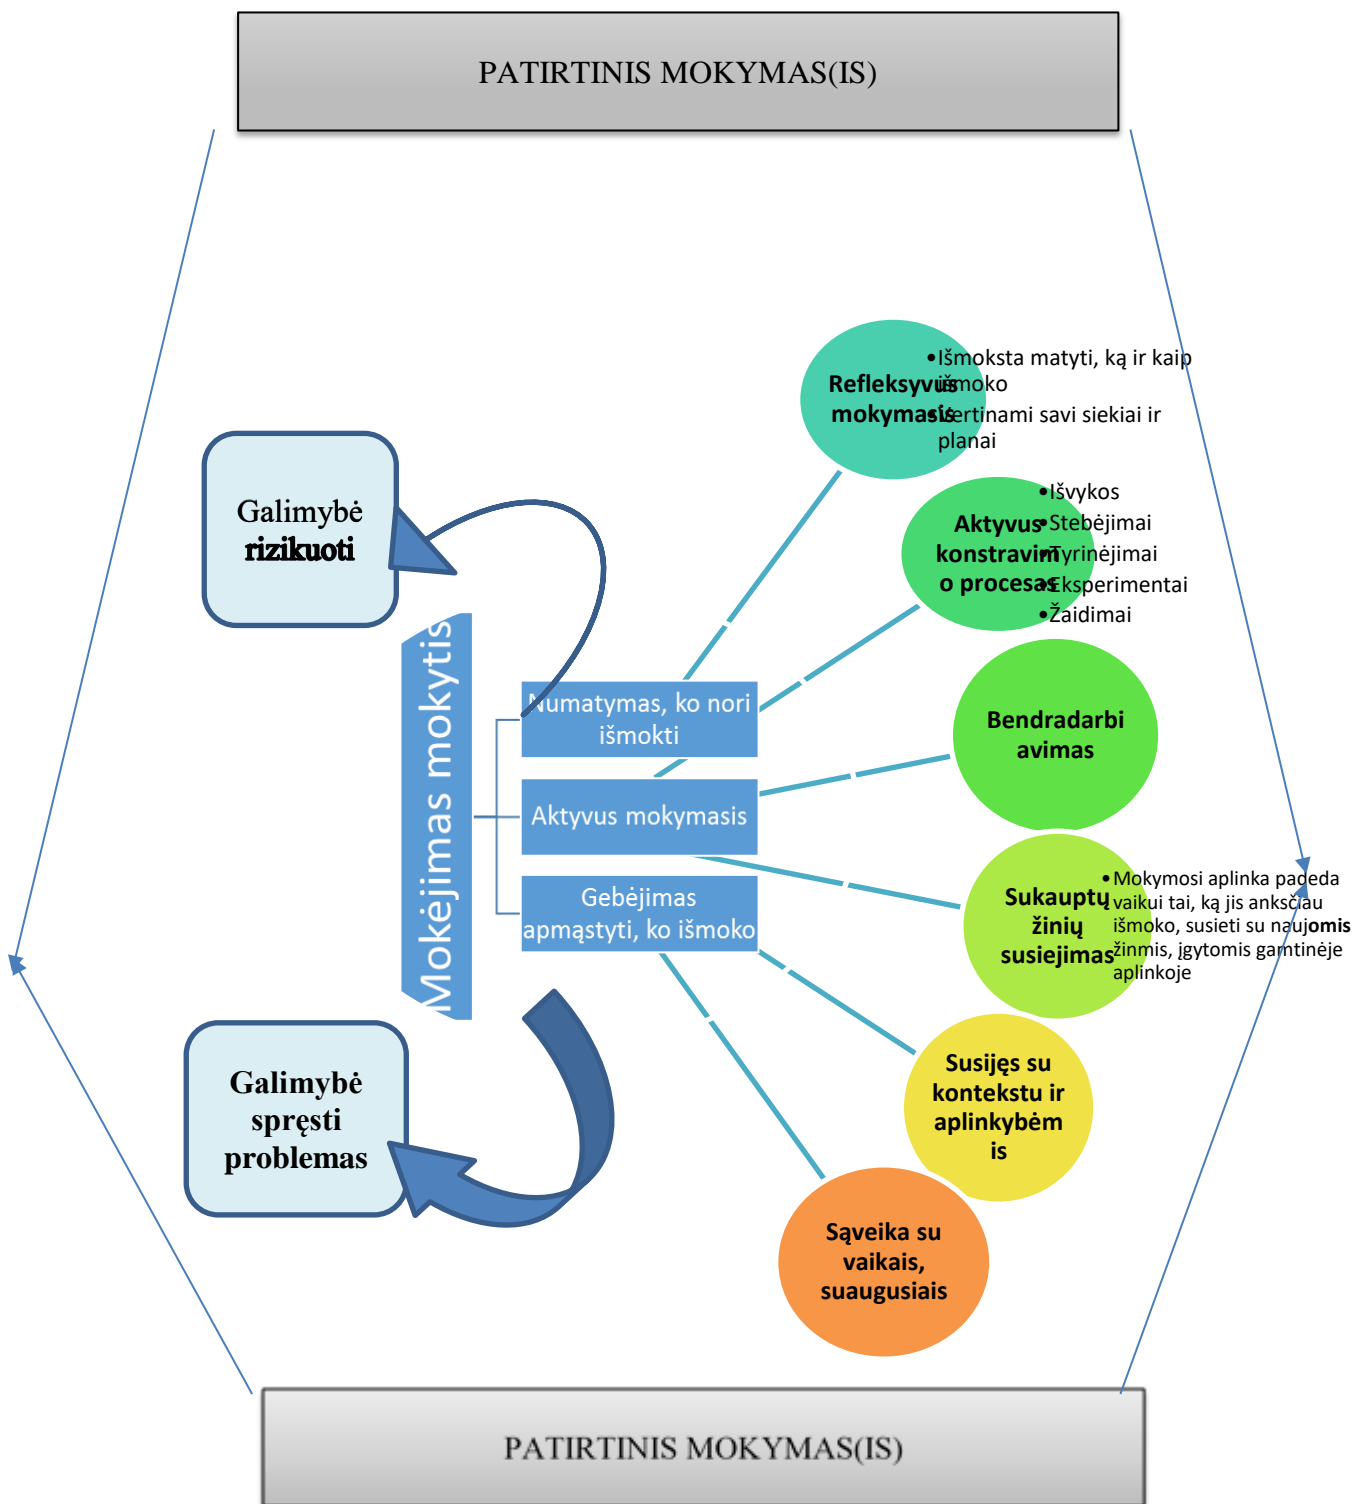 PATIRTINIS MOKYMAS(IS)
Refleksyvus
mokymasis
•Išmoksta matyti, ką ir kaip
išmoko
•Vertinami savi siekiai ir
planai
Galimybė
rizikuoti
Aktyvus
konstravim
o procesas
•Išvykos
•Stebėjimai
•Tyrinėjimai
•Eksperimentai
•Žaidimai
Mokėjimas mokytis
Numatymas, ko nori
išmokti
Aktyvus mokymasis
Gebėjimas
apmąstyti, ko išmoko
Bendradarbi
avimas
Sukauptų
žinių
susiejimas
• Mokymosi aplinka padeda
vaikui tai, ką jis anksčiau
išmoko, susieti su naujomis
žinmis, įgytomis gamtinėje
aplinkoje
Galimybė
spręsti
problemas
Susijęs su
kontekstu ir
aplinkybėm
is
Sąveika su
vaikais,
suaugusiais
PATIRTINIS MOKYMAS(IS)